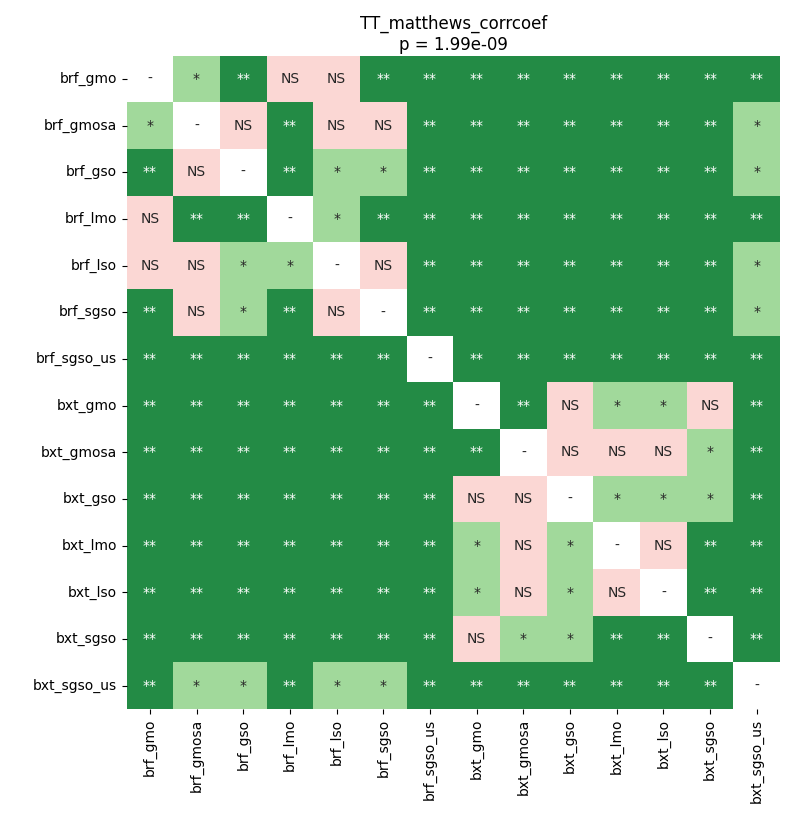 TT_matthews_corrcoef
p = 1.99e-09
brf_gmo - * ** NS NS ** ** ** ** ** ** ** ** **
brf_gmosa * - NS ** NS NS ** ** ** ** ** ** ** *
brf_gso ** NS - ** * * ** ** ** ** ** ** ** *
brf_lmo NS ** ** - * ** ** ** ** ** ** ** ** **
brf_lso NS NS * * - NS ** ** ** ** ** ** ** *
brf_sgso ** NS * ** NS - ** ** ** ** ** ** ** *
brf_sgso_us ** ** ** ** ** ** - ** ** ** ** ** ** **
bxt_gmo ** ** ** ** ** ** ** - ** NS * * NS **
bxt_gmosa ** ** ** ** ** ** ** ** - NS NS NS * **
bxt_gso ** ** ** ** ** ** ** NS NS - * * * **
bxt_lmo ** ** ** ** ** ** ** * NS * - NS ** **
bxt_lso ** ** ** ** ** ** ** * NS * NS - ** **
bxt_sgso ** ** ** ** ** ** ** NS * * ** ** - **
bxt_sgso_us ** * * ** * * ** ** ** ** ** ** ** -
brf_gmo brf_gmosa brf_gso brf_lmo brf_lso brf_sgso brf_sgso_us bxt_gmo bxt_gmosa bxt_gso bxt_lmo bxt_lso bxt_sgso bxt_sgso_us